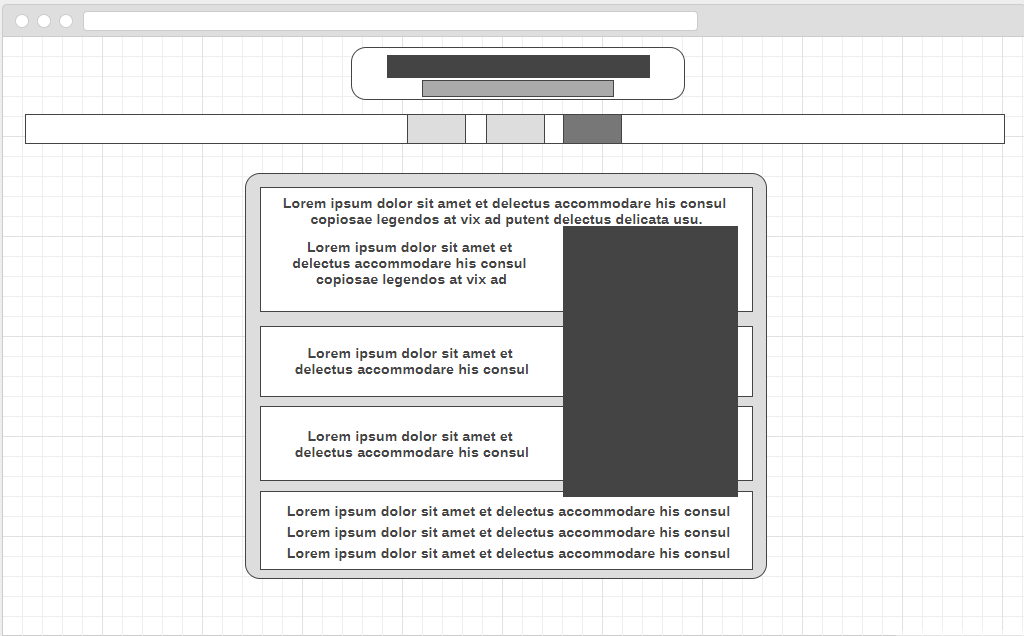 Lorem ipsum dolor sit amet et delectus accommodare his consul
copiosae legendos at vix ad putent delectus delicata usu.
Lorem ipsum dolor sit amet et
delectus accommodare his consul
copiosae legendos at vix ad
Lorem ipsum dolor sit amet et
delectus accommodare his consul
Lorem ipsum dolor sit amet et
delectus accommodare his consul
Lorem ipsum dolor sit amet et delectus accommodare his consul
Lorem ipsum dolor sit amet et delectus accommodare his consul
Lorem ipsum dolor sit amet et delectus accommodare his consul